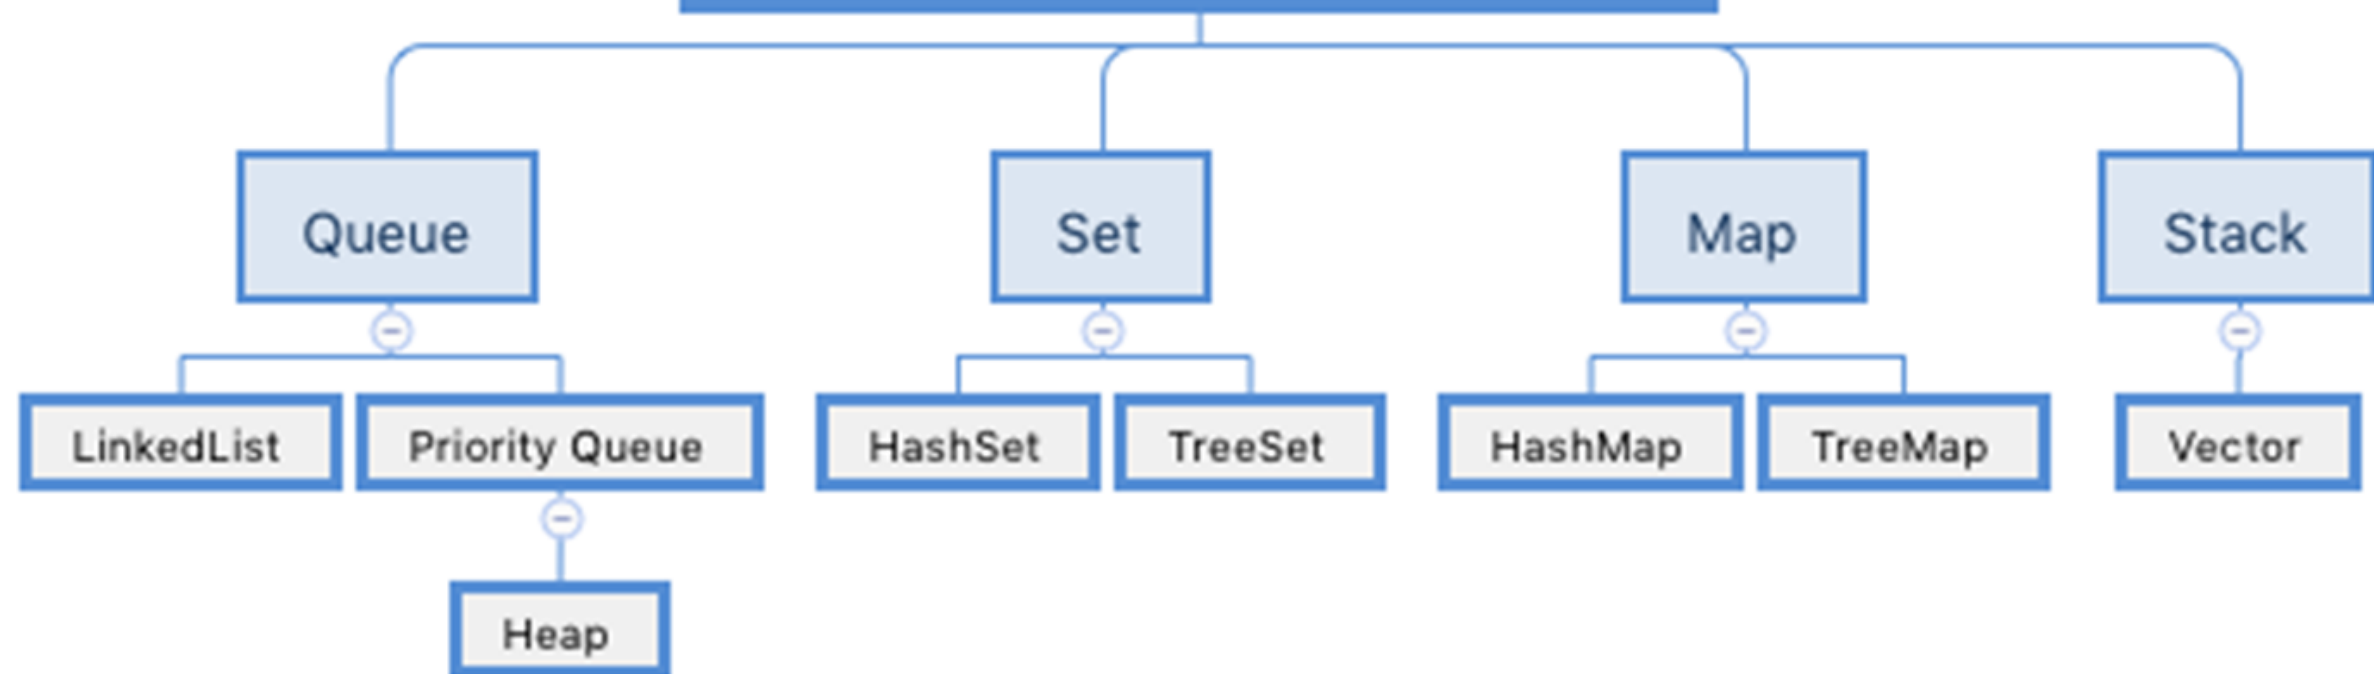 Queue
Set
Map
Stack
LinkedList
Priority Queue
HashSet
TreeSet
HashMap
TreeMap
Vector
Heap